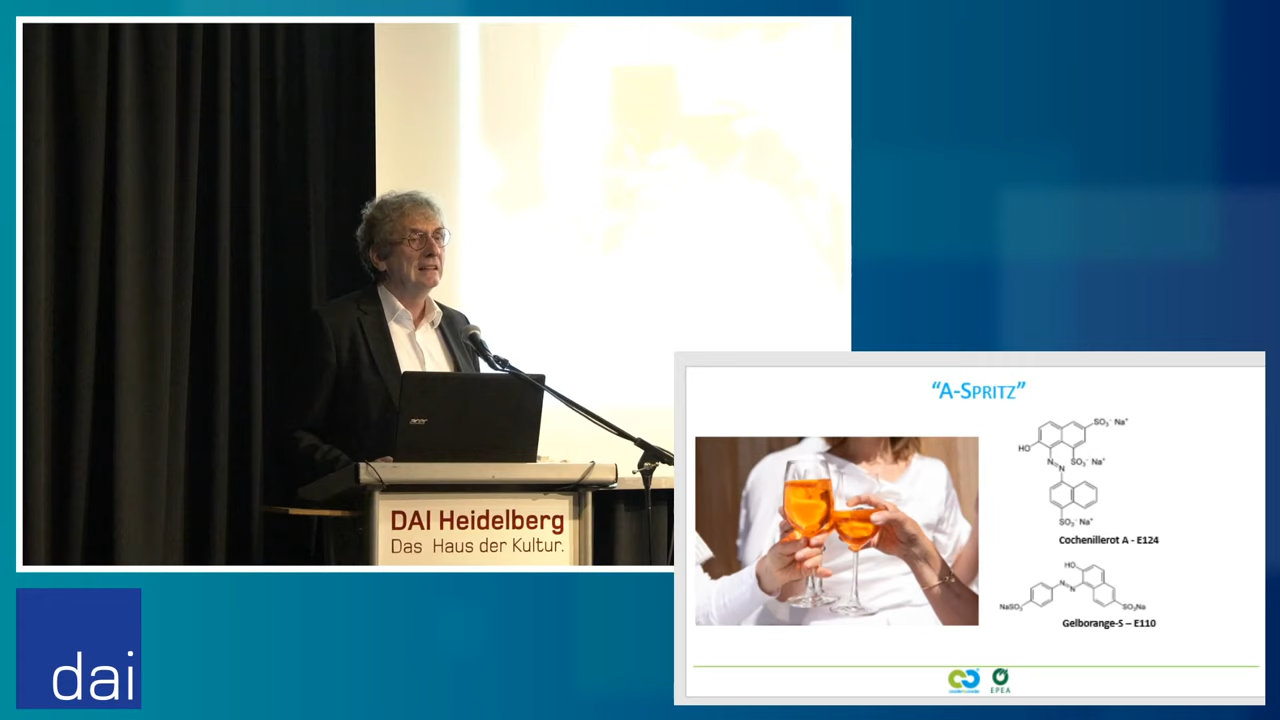 acer
DAI Heidelberg
Das Haus der Kultur.
dai
“A-SPRITZ”
SO₃⁻ Na⁺
HO
N
N
SO₃⁻ Na⁺
SO₃⁻ Na⁺
Cochenillerot A - E124
HO
N
N
NaSO₃
SO₃Na
Gelborange-S – E110
EPEA